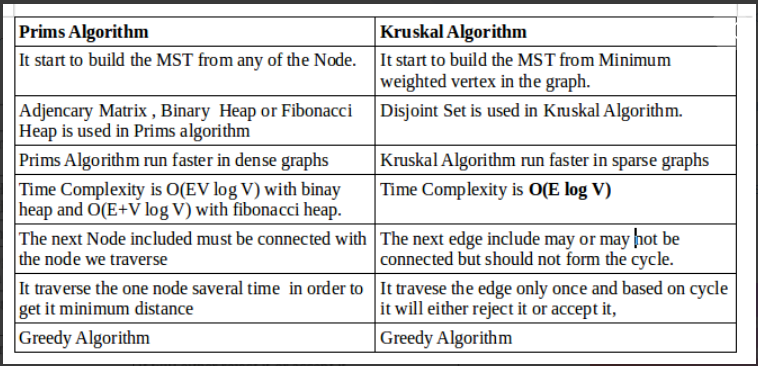 Prims Algorithm
Kruskal Algorithm
It start to build the MST from any of the Node.
It start to build the MST from Minimum
weighted vertex in the graph.
Adjencary Matrix , Binary Heap or Fibonacci
Heap is used in Prims algorithm
Disjoint Set is used in Kruskal Algorithm.
Prims Algorithm run faster in dense graphs
Kruskal Algorithm run faster in sparse graphs
Time Complexity is O(EV log V) with binay
heap and O(E+V log V) with fibonacci heap.
Time Complexity is O(E log V)
The next Node included must be connected with
the node we traverse
The next edge include may or may not be
connected but should not form the cycle.
It traverse the one node saveral time in order to
get it minimum distance
It travese the edge only once and based on cycle
it will either reject it or accept it,
Greedy Algorithm
Greedy Algorithm